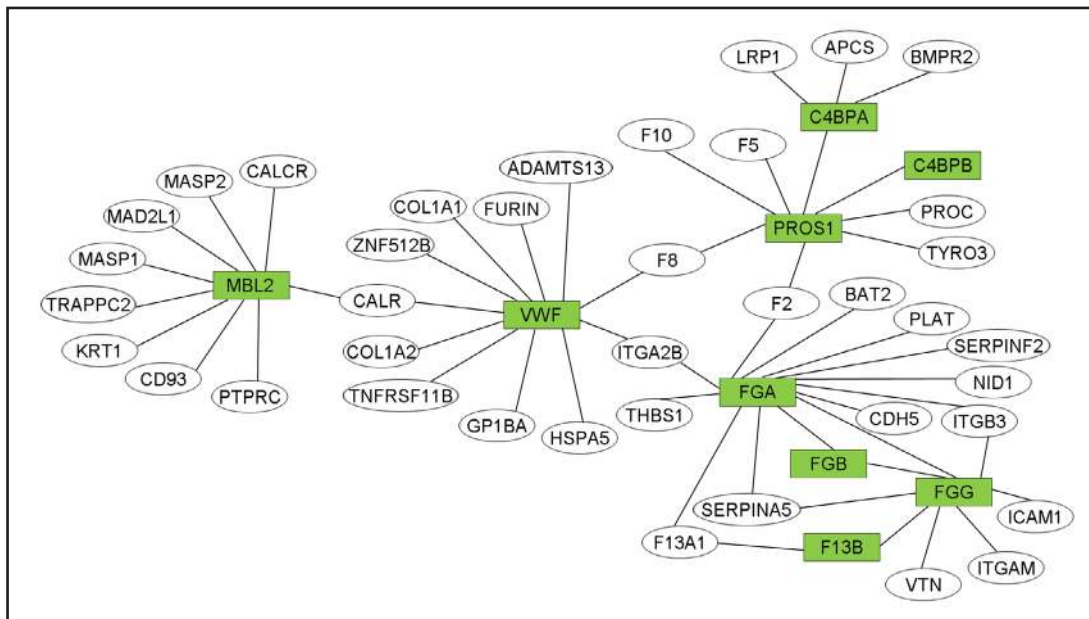 APCS
LRP1
BMPR2
C4BPA
F10
F5
C4BPB
ADAMTS13
CALCR
MASP2
COL1A1
FURIN
PROC
MAD2L1
PROS1
ZNF512B
TYRO3
MASP1
F8
MBL2
CALR
F2
BAT2
TRAPPC2
VWF
PLAT
KRT1
COL1A2
ITGA2B
SERPINF2
CD93
NID1
PTPRC
TNFRSF11B
FGA
THBS1
CDH5
ITGB3
GP1BA
HSPA5
FGB
FGG
SERPINA5
ICAM1
F13A1
F13B
ITGAM
VTN